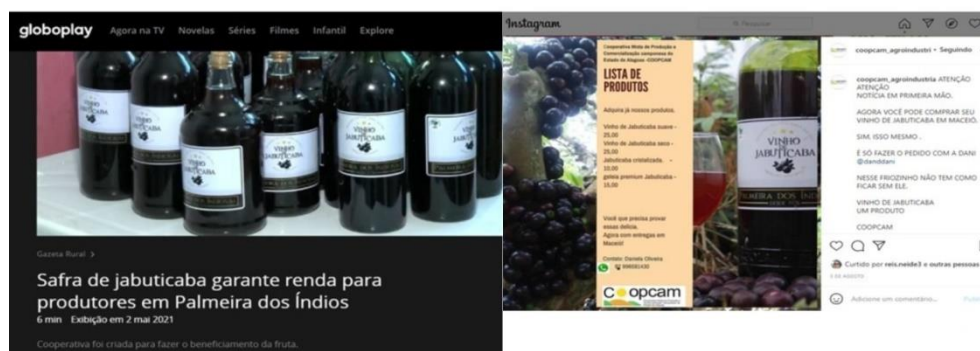 globoplay Agora na TV Novelas Séries Filmes Infantil Explore
VINHO JABUTICABA
Gazeta Rural >
Safra de jabuticaba garante renda para
produtores em Palmeira dos Índios
6 min Exibição em 2 mai 2021
Cooperativa foi criada para fazer o beneficiamento da fruta.
Instagram
Pesquisar
Cooperativa Mista de Produção e
Comercialização camponesa do
Estado de Alagoas -COOPCAM
LISTA DE
PRODUTOS
Adquira já nossos produtos.
Vinho de Jabuticaba suave -
25,00
Vinho de Jabuticaba seco -
25,00
Jabuticaba cristalizada. -
10,00
geleia premium Jabuticaba -
15,00
Você que precisa provar
essas delícia.
Agora com entregas em
Maceió!
Contato: Daniela Oliveira
Coopcam
VINHO
JABUTICABA
PALMEIRA DOS ÍNDIOS
coopcam_agroindustri • Seguindo
coopcam_agroindustria ATENÇÃO
ATENÇÃO
NOTÍCIA EM PRIMEIRA MÃO.
AGORA VOCÊ PODE COMPRAR SEU
VINHO DE JABUTICABA EM MACEIÓ.
SIM, ISSO MESMO .
É SÓ FAZER O PEDIDO COM A DANI
@danddani
NESSE FRIOZINHO NÃO TEM COMO
FICAR SEM ELE.
VINHO DE JABUTICABA
UM PRODUTO
COOPCAM
Curtido por reis.neide3 e outras pessoas
5 DE AGOSTO
Adicione um comentário...